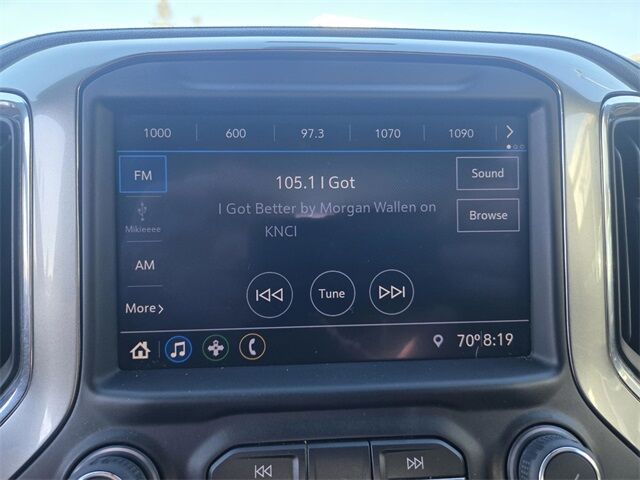 1000 600 97.3 1070 1090
FM
105.1 I Got
Sound
I Got Better by Morgan Wallen on
KNCI
Browse
Mikieeee
AM
Tune
More
70° 8:19